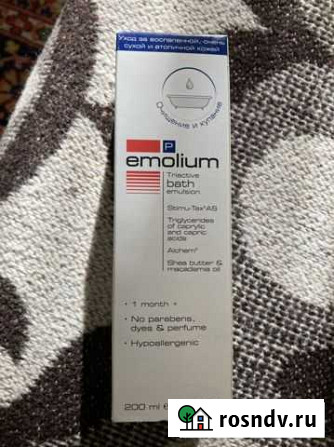 Уход за воспаленной, очень
сухой и атопичной кожей
Очищение и купание
P
emolium
Triactive
bath
emulsion
Stimu-Tex®AS
Triglycerides
of caprylic
and capric
acids
Alchem®
Shea butter &
macadamia oil
• 1 month +
• No parabens,
dyes & perfume
• Hypoallergenic
200 ml
rosndv.ru